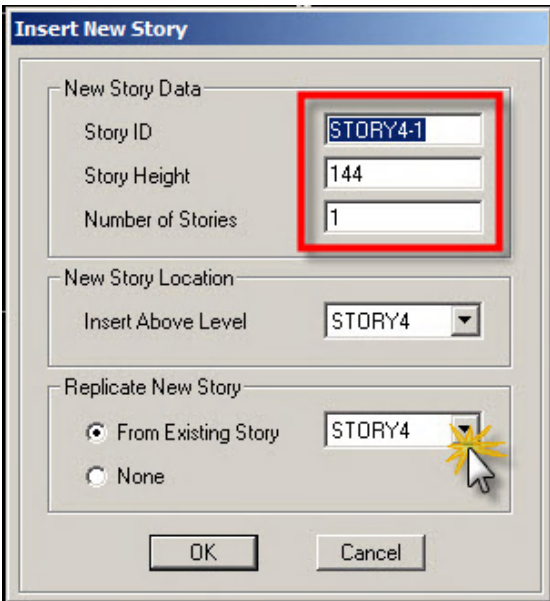 Insert New Story
New Story Data
Story ID STORY4-1
Story Height 144
Number of Stories 1
New Story Location
Insert Above Level STORY4
Replicate New Story
From Existing Story STORY4
None
OK Cancel